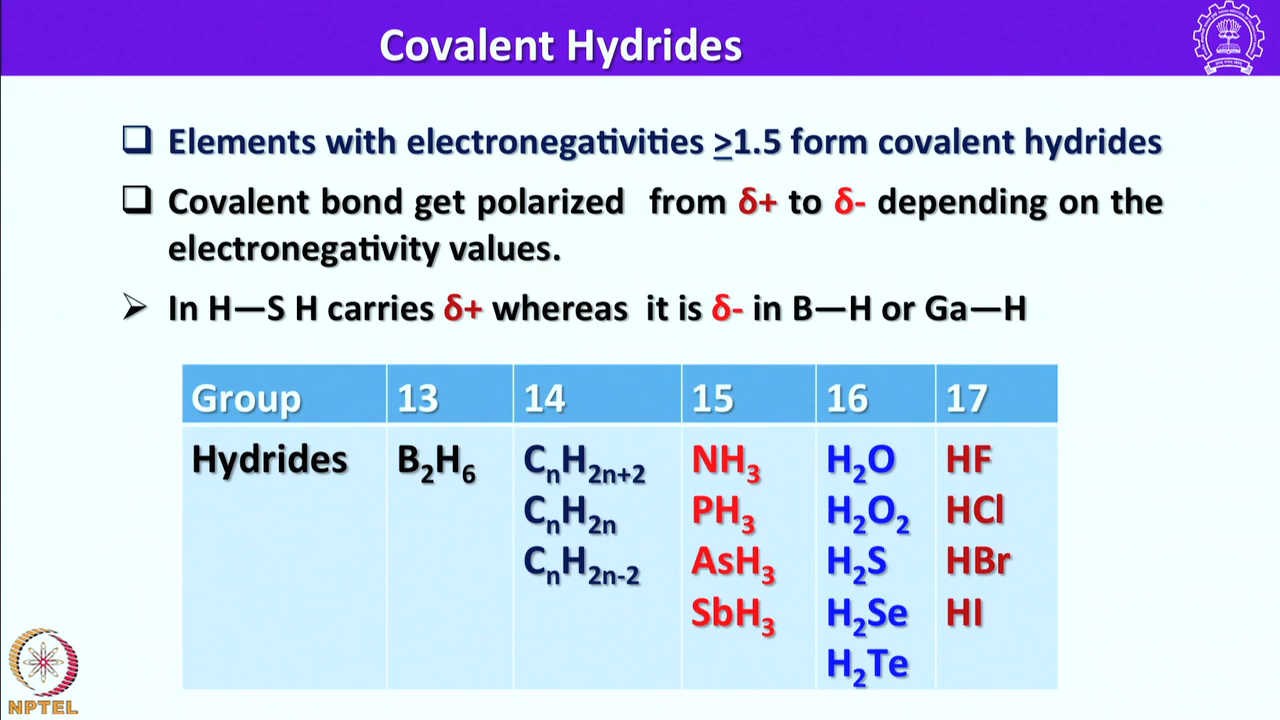 Covalent Hydrides
❑ Elements with electronegativities ≥1.5 form covalent hydrides
❑ Covalent bond get polarized from δ+ to δ- depending on the
electronegativity values.
➢ In H—S H carries δ+ whereas it is δ- in B—H or Ga—H
Group 13 14 15 16 17
Hydrides B₂H₆ CₙH₂ₙ₊₂ NH₃ H₂O HF
CₙH₂ₙ PH₃ H₂O₂ HCl
CₙH₂ₙ₋₂ AsH₃ H₂S HBr
SbH₃ H₂Se HI
H₂Te
NPTEL